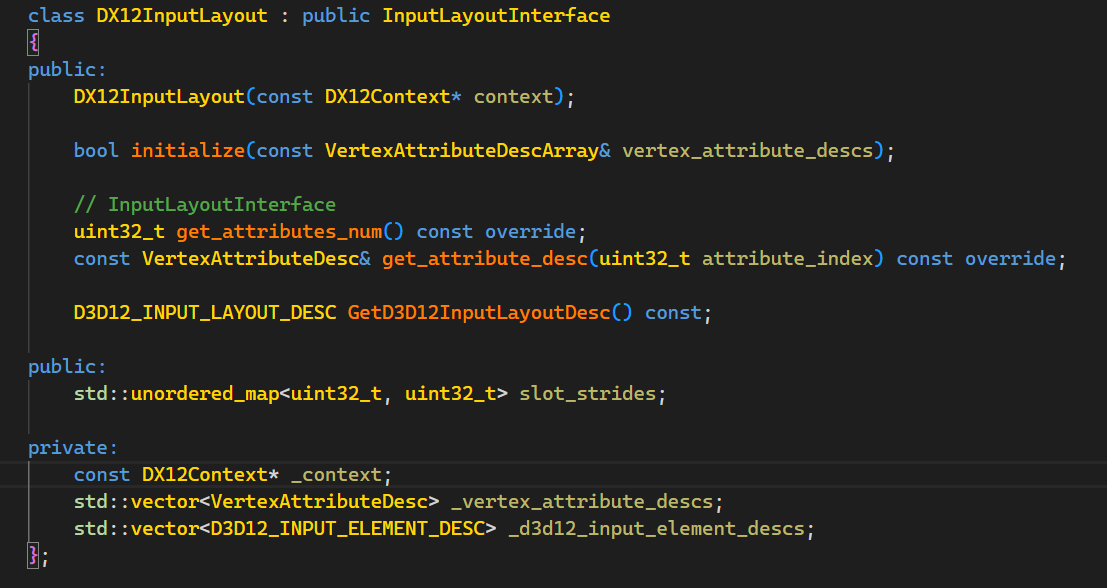 class DX12InputLayout : public InputLayoutInterface
{
public:
    DX12InputLayout(const DX12Context* context);
    bool initialize(const VertexAttributeDescArray& vertex_attribute_descs);
    // InputLayoutInterface
    uint32_t get_attributes_num() const override;
    const VertexAttributeDesc& get_attribute_desc(uint32_t attribute_index) const override;
    D3D12_INPUT_LAYOUT_DESC GetD3D12InputLayoutDesc() const;
public:
    std::unordered_map<uint32_t, uint32_t> slot_strides;
private:
    const DX12Context* _context;
    std::vector<VertexAttributeDesc> _vertex_attribute_descs;
    std::vector<D3D12_INPUT_ELEMENT_DESC> _d3d12_input_element_descs;
};